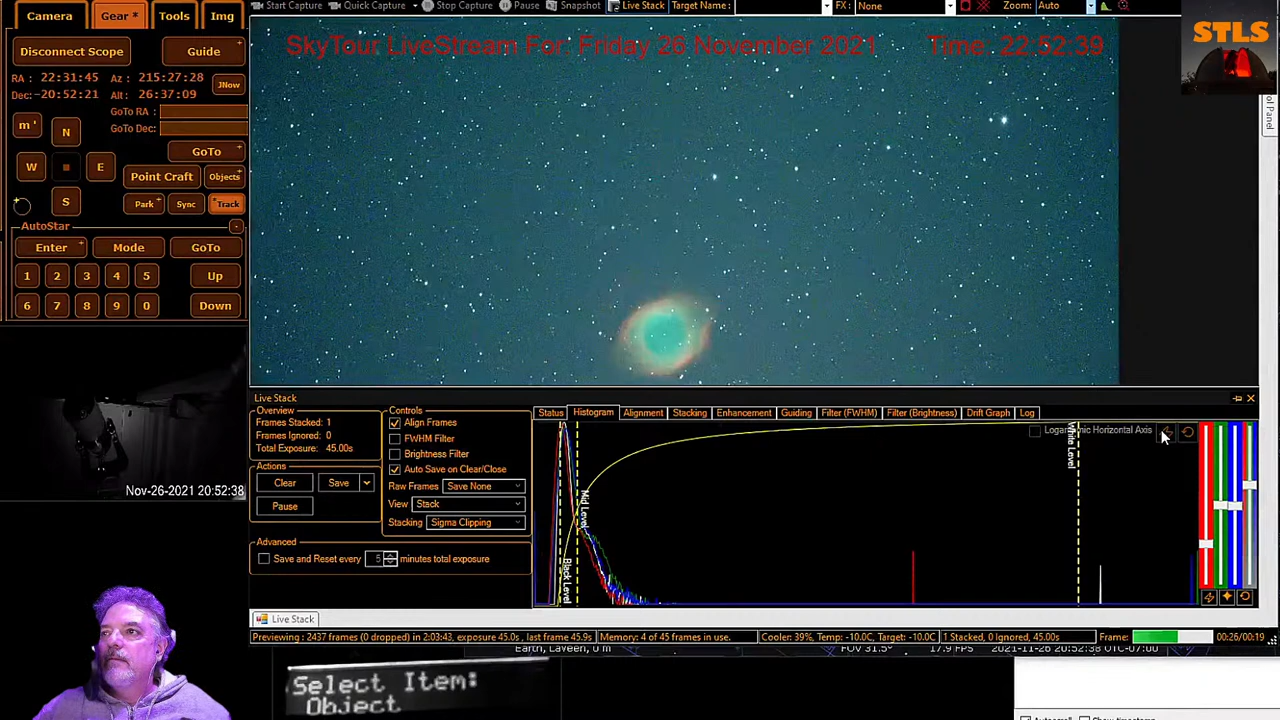 Camera Gear * Tools Img
Start Capture Quick Capture Stop Capture Pause Snapshot Live Stack Target Name : FX : None Zoom: Auto
STLS
SkyTour LiveStream For: Friday 26 November 2021 Time: 22:52:39
Disconnect Scope Guide
RA : 22:31:45 Az : 215:27:28
Dec: -20:52:21 Alt : 26:37:09
JNow
GoTo RA :
GoTo Dec:
m ' N GoTo
W E Point Craft Objects
S Park Sync Track
AutoStar
Enter Mode GoTo
1 2 3 4 5 Up
6 7 8 9 0 Down
Nov-26-2021 20:52:38
Live Stack
Overview
Frames Stacked: 1
Frames Ignored: 0
Total Exposure: 45.00s
Actions
Clear Save
Pause
Advanced
Save and Reset every 5 minutes total exposure
Controls
Align Frames
FWHM Filter
Brightness Filter
Auto Save on Clear/Close
Raw Frames Save None
View Stack
Stacking Sigma Clipping
Status Histogram Alignment Stacking Enhancement Guiding Filter (FWHM) Filter (Brightness) Drift Graph Log
Horizontal Axis
Black Level
Mid Level
White Level
Live Stack
Previewing : 2437 frames (0 dropped) in 2:03:43, exposure 45.0s, last frame 45.9s Memory: 4 of 45 frames in use. Cooler: 39%, Temp: -10.0C, Target: -10.0C 1 Stacked, 0 Ignored, 45.00s Frame: 00:26/00:19
Earth, Laveen, 0 m FOV 31.5° 17.9 FPS 2021-11-26 20:52:38 UTC-07:00
Select Item:
Object